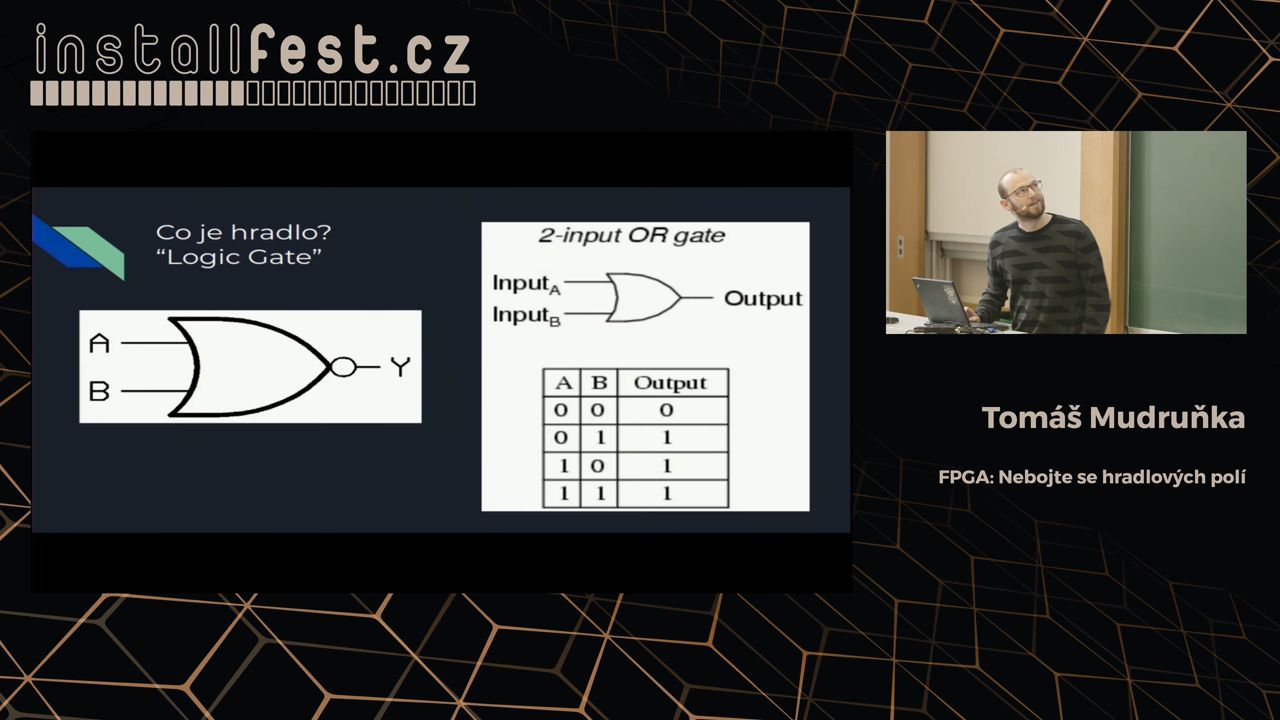 installfest.cz
Co je hradlo?
“Logic Gate”
A
B
Y
2-input OR gate
InputA
InputB
Output
A B Output
0 0 0
0 1 1
1 0 1
1 1 1
Tomáš Mudruňka
FPGA: Nebojte se hradlových polí